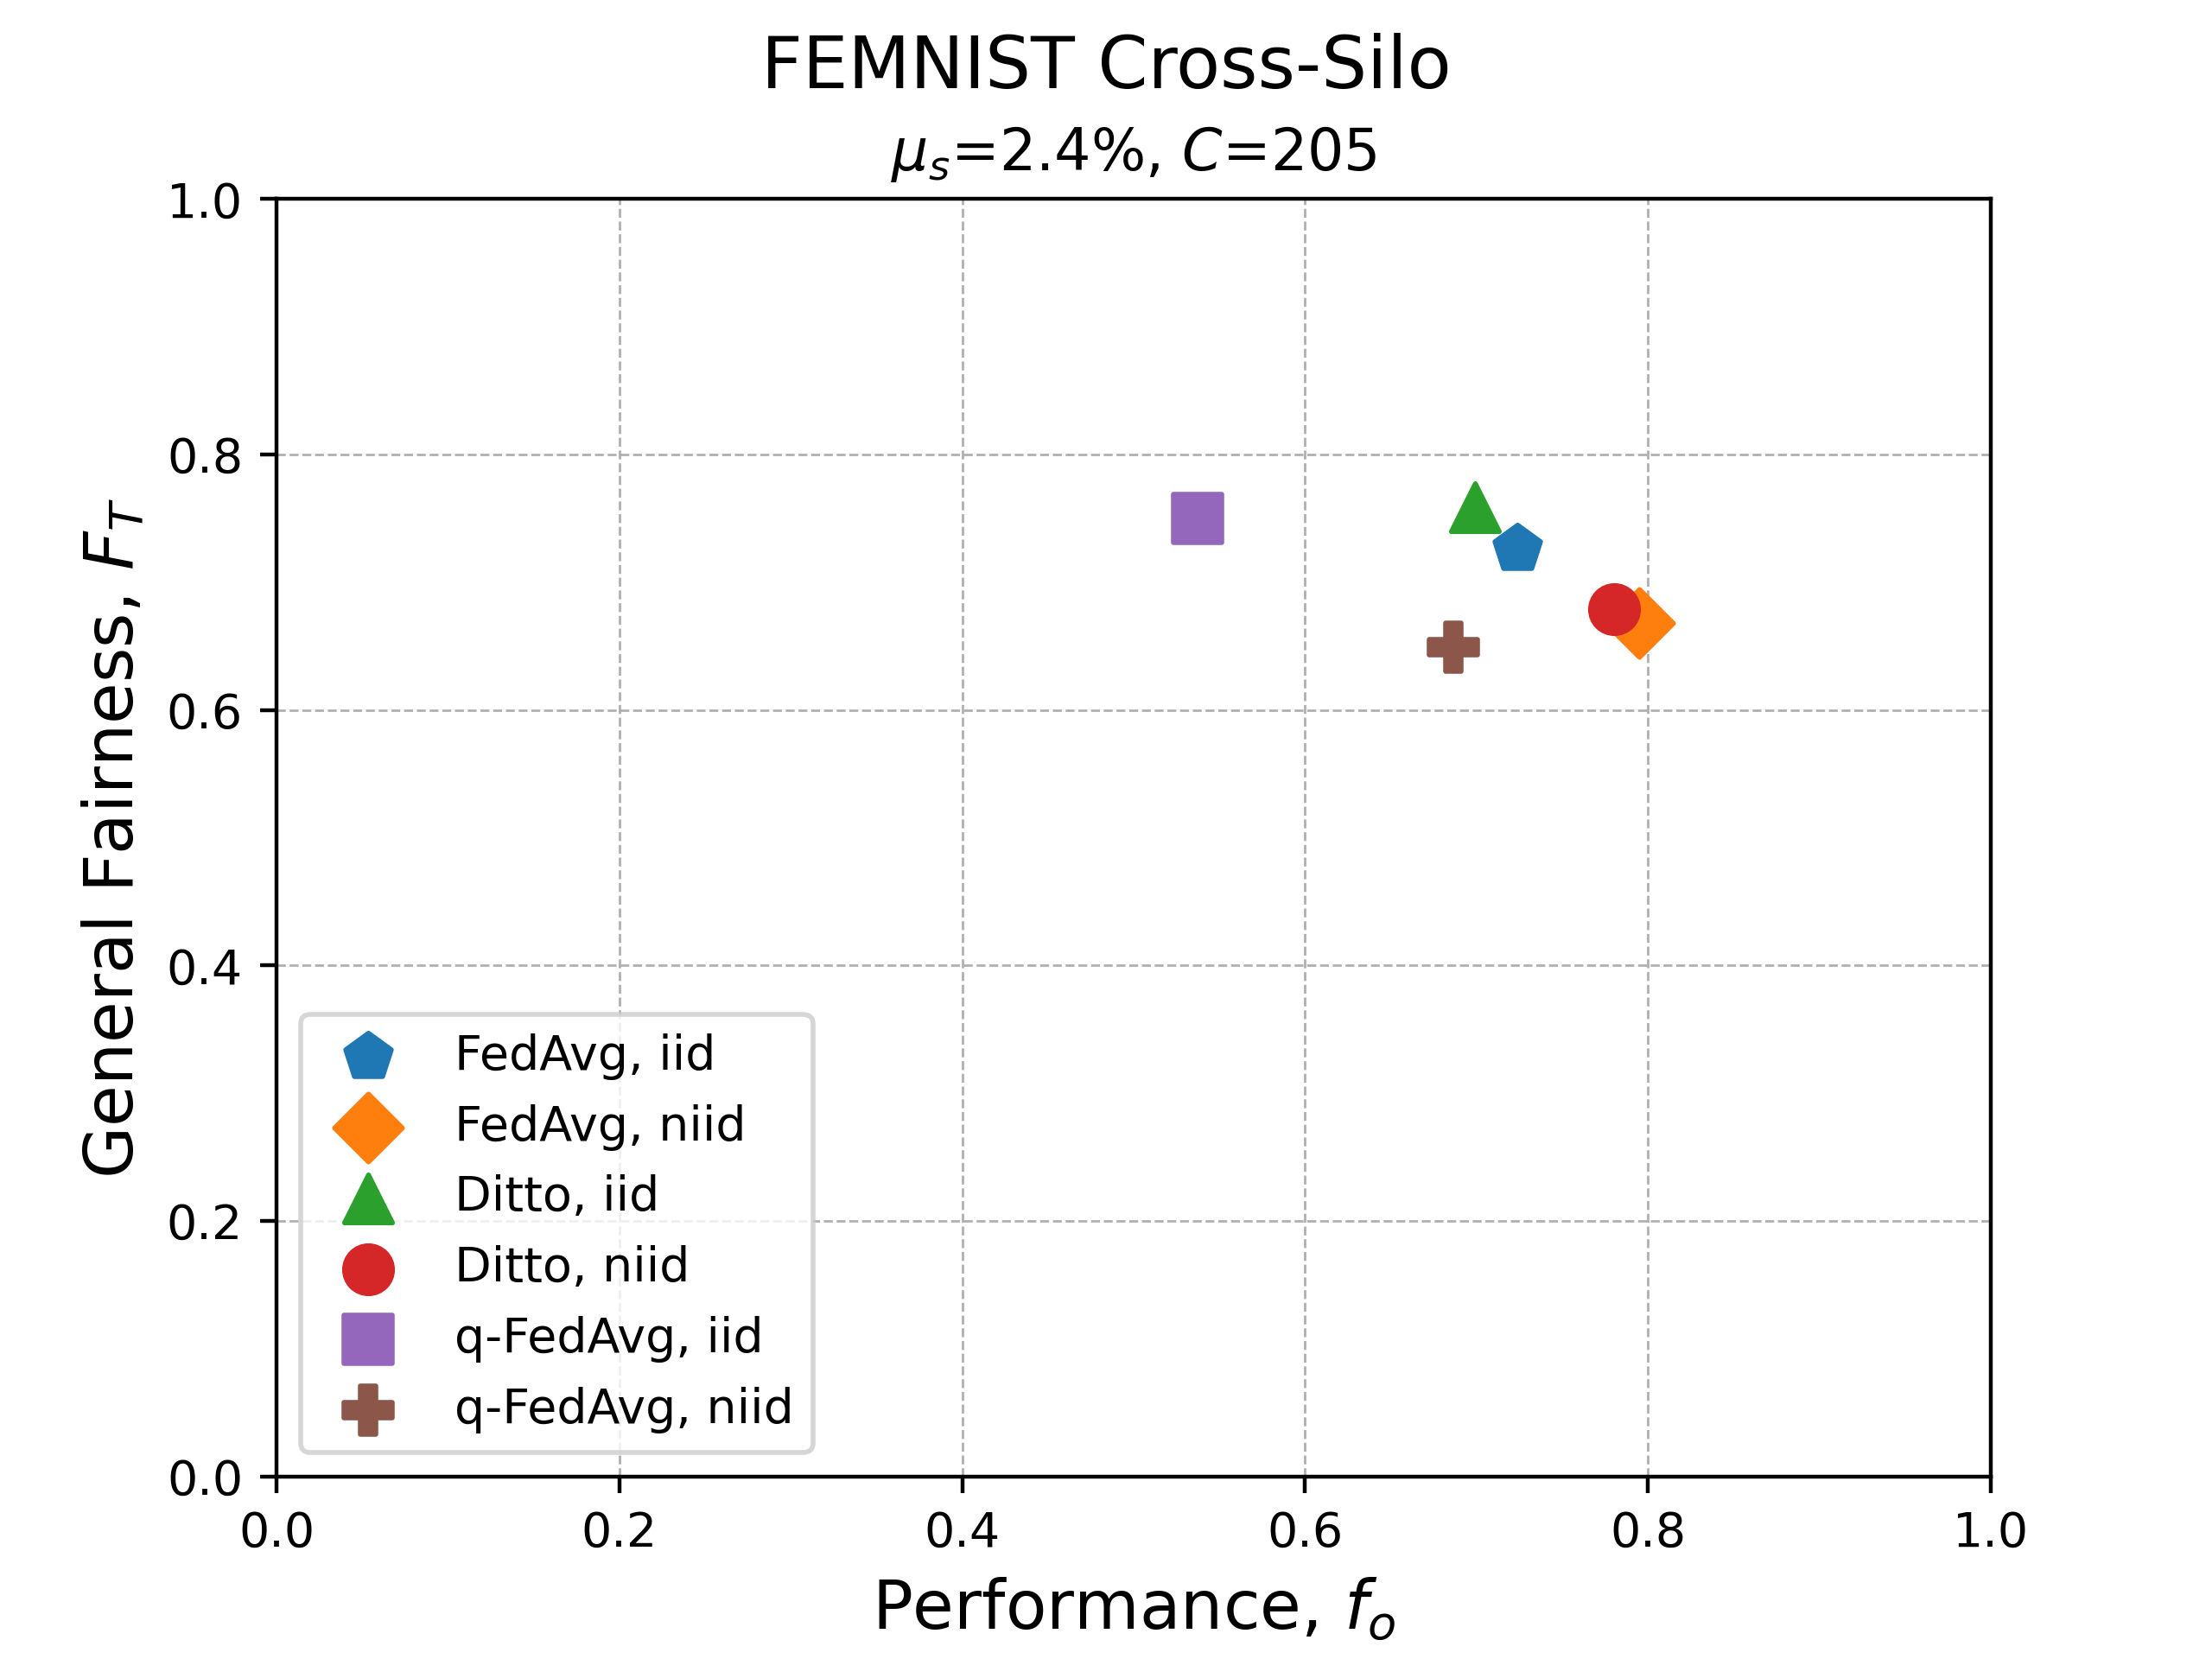 FEMNIST Cross-Silo
μₛ=2.4%, C=205
1.0
0.8
0.6
0.4
0.2
0.0
General Fairness, F_T
FedAvg, iid
FedAvg, niid
Ditto, iid
Ditto, niid
q-FedAvg, iid
q-FedAvg, niid
0.0 0.2 0.4 0.6 0.8 1.0
Performance, fₒ